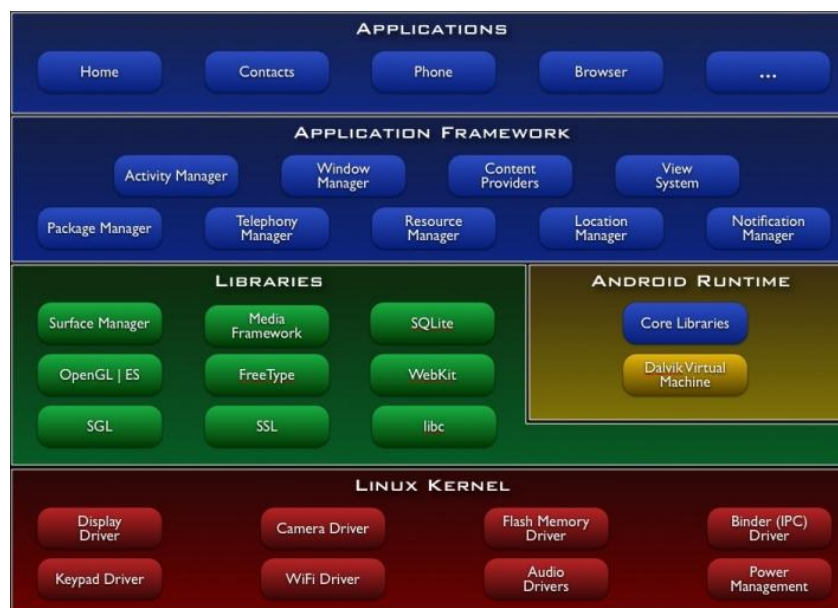 APPLICATIONS
Home
Contacts
Phone
Browser
...
APPLICATION FRAMEWORK
Activity Manager
Window
Manager
Content
Providers
View
System
Package Manager
Telephony
Manager
Resource
Manager
Location
Manager
Notification
Manager
LIBRARIES
Surface Manager
Media
Framework
SQLite
OpenGL | ES
FreeType
WebKit
SGL
SSL
libc
ANDROID RUNTIME
Core Libraries
Dalvik Virtual
Machine
LINUX KERNEL
Display
Driver
Camera Driver
Flash Memory
Driver
Binder (IPC)
Driver
Keypad Driver
WiFi Driver
Audio
Drivers
Power
Management